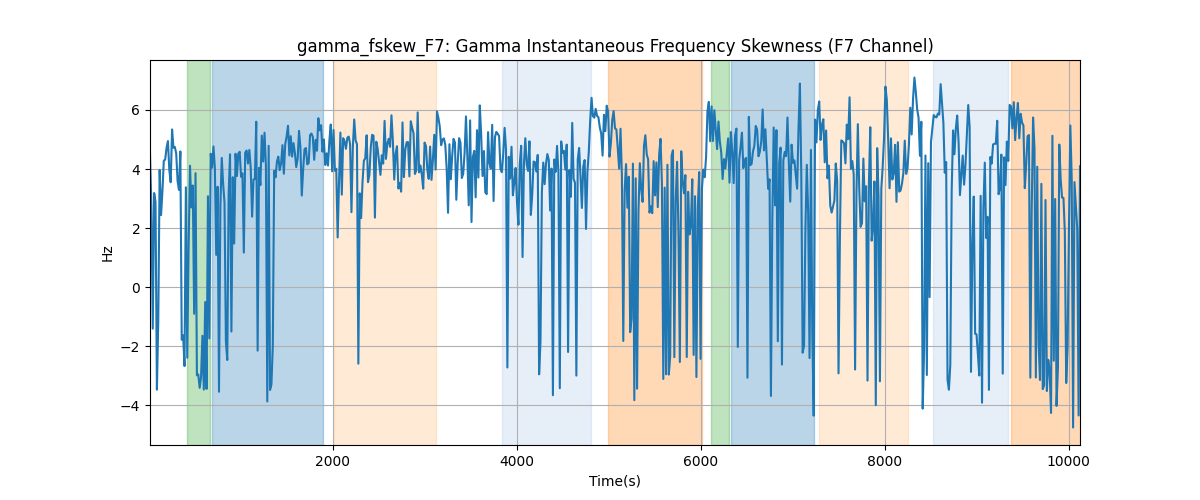 gamma_fskew_F7: Gamma Instantaneous Frequency Skewness (F7 Channel)
6
4
2
0
−2
−4
Hz
2000 4000 6000 8000 10000
Time(s)